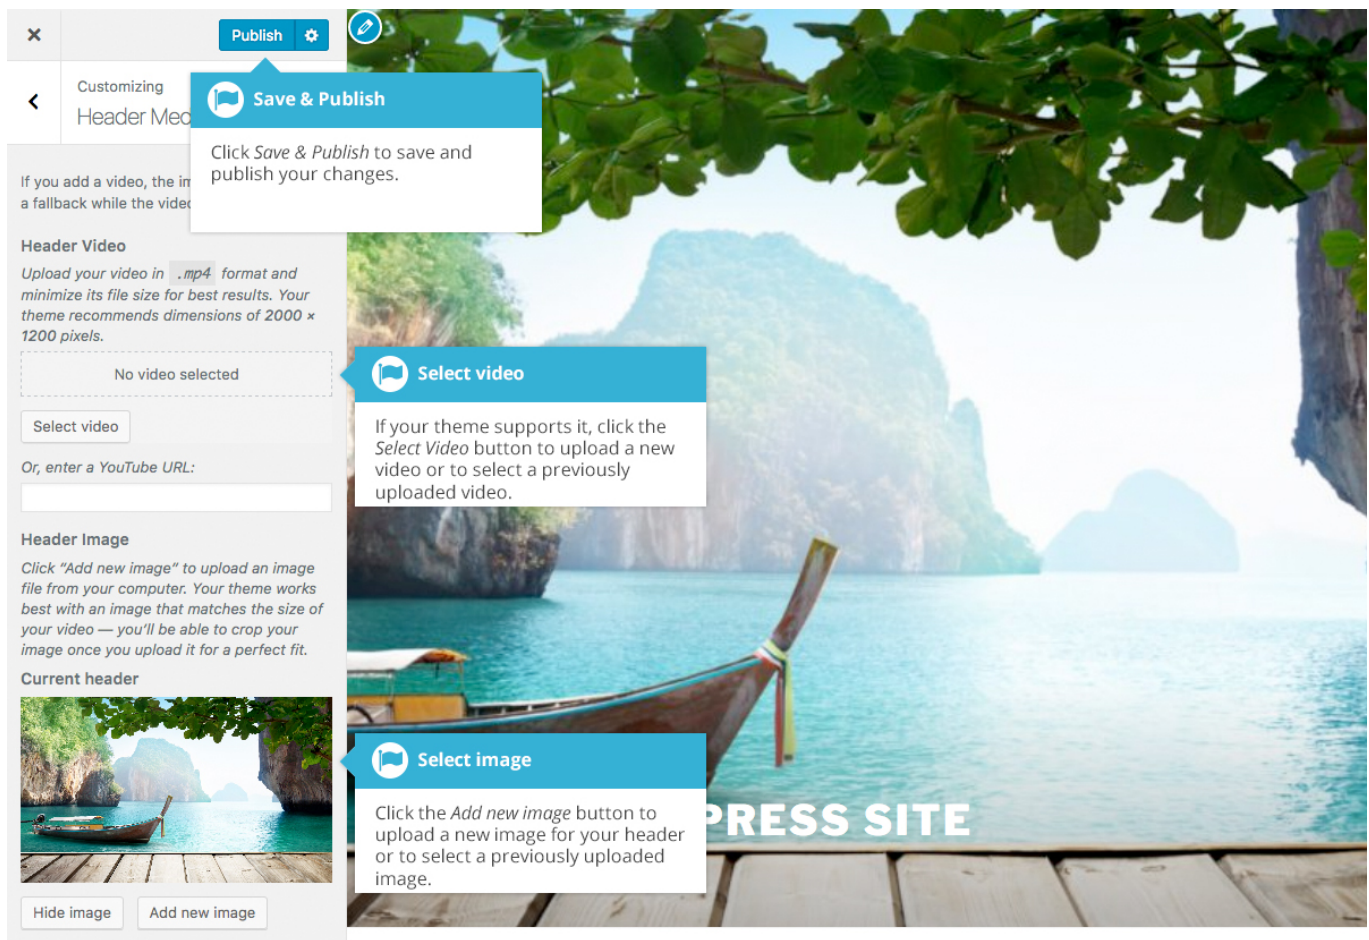 Publish
Customizing
Header Med
Save & Publish
Click Save & Publish to save and
publish your changes.
If you add a video, the im
a fallback while the video
Header Video
Upload your video in .mp4 format and
minimize its file size for best results. Your
theme recommends dimensions of 2000 ×
1200 pixels.
No video selected
Select video
Select video
If your theme supports it, click the
Select Video button to upload a new
video or to select a previously
uploaded video.
Or, enter a YouTube URL:
Header Image
Click “Add new image” to upload an image
file from your computer. Your theme works
best with an image that matches the size of
your video — you’ll be able to crop your
image once you upload it for a perfect fit.
Current header
Select image
Click the Add new image button to
upload a new image for your header
or to select a previously uploaded
image.
PRESS SITE
Hide image
Add new image